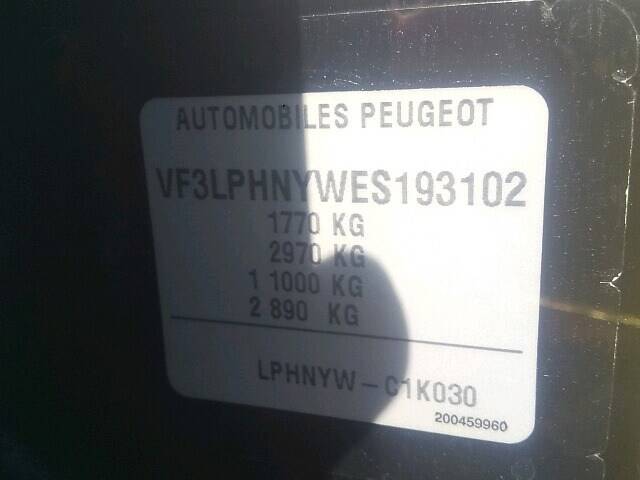 AUTOMOBILES PEUGEOT
VF3LPHNYWES193102
1770 KG
2970 KG
1 1000 KG
2 890 KG
LPHNYW - C1K030
200459960